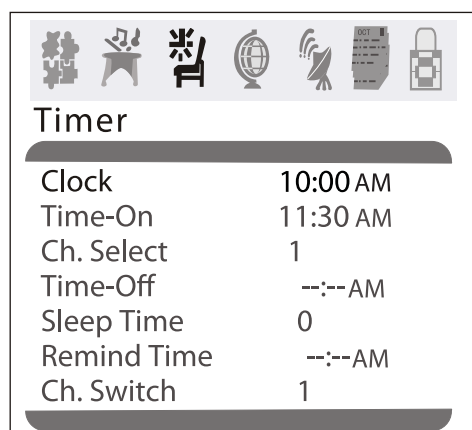 DCT
Timer
Clock 10:00 AM
Time-On 11:30 AM
Ch. Select 1
Time-Off --:-- AM
Sleep Time 0
Remind Time --:-- AM
Ch. Switch 1